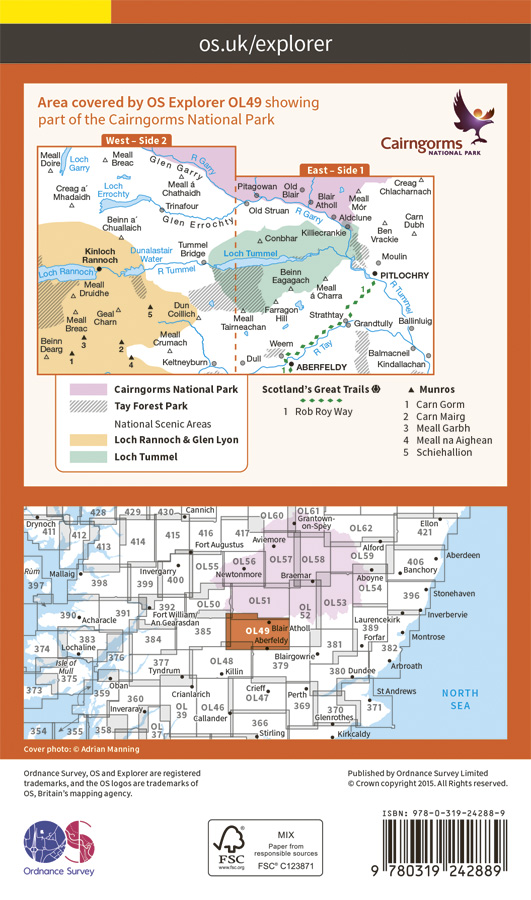 os.uk/explorer
Area covered by OS Explorer OL49 showing
part of the Cairngorms National Park
Cairngorms
NATIONAL PARK
West – Side 2
East – Side 1
Meall
Doire
Loch
Garry
Meall
Breac
Glen Garry
R Garry
Creag a'
Mhadaidh
Loch
Errochty
Meall á
Chathaidh
Trinafour
Glen Errochty
Beinn a'
Chuallaich
Kinloch
Rannoch
Dunalastair
Water
Tummel
Bridge
Loch Rannoch
R Tummel
Meall
Druidhe
Meall
Breac
Geal
Charn
5
Dun
Coillich
Beinn
Dearg
3
1
2
4
Meall
Crumach
Keltneyburn
Pitagowan
Old
Blair
Blair
Atholl
Meall
Mór
Creag
Chlacharnach
Old Struan
R Garry
Aldclune
Killiecrankie
Carn
Dubh
Conbhar
Ben
Vrackie
Loch Tummel
Moulin
Beinn
Eagagach
PITLOCHRY
Meall
á Charra
1
R Tummel
Farragon
Hill
Meall
Tairneachan
Strathtay
Grandtully
Ballinluig
Weem
R Tay
Dull
1
ABERFELDY
Balmacneil
Kindallachan
Cairngorms National Park
Tay Forest Park
National Scenic Areas
Loch Rannoch & Glen Lyon
Loch Tummel
Scotland's Great Trails
1 Rob Roy Way
Munros
1 Carn Gorm
2 Carn Mairg
3 Meall Garbh
4 Meall na Aighean
5 Schiehallion
428
429
430
Cannich
OL60
OL61
Grantown-
on-Spey
OL62
Ellon
421
Drynoch
411
412
413
414
415
416
417
Aviemore
Fort Augustus
Alford
OL59
Aberdeen
OL55
OL56
OL57
OL58
406
Banchory
Rùm
397
Mallaig
398
Invergarry
399
400
Newtonmore
Braemar
Aboyne
OL54
OL50
OL51
OL
52
OL53
396
Stonehaven
390
Acharacle
391
392
Fort William/
An Gearasdan
385
OL49
Blair Atholl
Aberfeldy
Laurencekirk
389
Forfar
Inverbervie
Montrose
374
383
Lochaline
384
381
382
Isle of
Mull
375
376
377
Tyndrum
OL48
Killin
Blairgowrie
379
380
Dundee
Arbroath
373
359
Oban
Crianlarich
Crieff
OL47
Perth
369
St Andrews
371
NORTH
SEA
360
Inveraray
OL
39
OL46
Callander
370
Glenrothes
354
355
358
OL
37
366
Stirling
Kirkcaldy
Cover photo: © Adrian Manning
Ordnance Survey, OS and Explorer are registered
trademarks, and the OS logos are trademarks of
OS, Britain's mapping agency.
Published by Ordnance Survey Limited
© Crown copyright 2015. All Rights reserved.
OS
Ordnance Survey
FSC
www.fsc.org
MIX
Paper from
responsible sources
FSC® C123871
ISBN: 978-0-319-24288-9
9 780319 242889